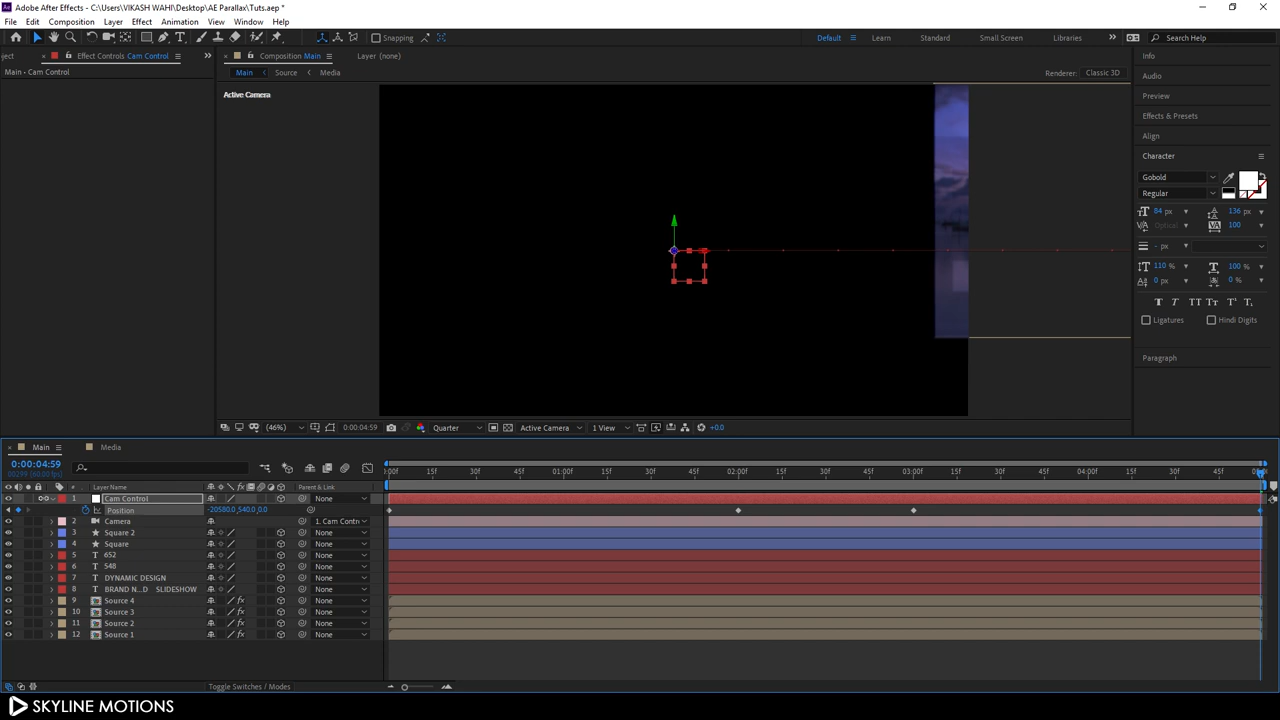 Adobe After Effects - C:\Users\VIKASH WAHI\Desktop\AE Parallax\Tuts.aep *
File Edit Composition Layer Effect Animation View Window Help
Snapping Default Learn Standard Small Screen Libraries Search Help
ject Effect Controls Cam Control Composition Main Layer (none) Info
Main • Cam Control Main Source Media Renderer: Classic 3D
Audio
Active Camera
Preview
Effects & Presets
Align
Character
Gobold
Regular
84 px 136 px
Optical 100
- px
110 % 100 %
0 px 0 %
Ligatures Hindi Digits
Paragraph
(46%) 0:00:04:59 Quarter Active Camera 1 View +0.0
Main Media
0:00:04:59
00299 (60.00 fps)
:00f 15f 30f 45f 01:00f 15f 30f 45f 02:00f 15f 30f 45f 03:00f 15f 30f 45f 04:00f 15f 30f 45f
# Layer Name Parent & Link
1 Cam Control None
Position -20580.0,540.0,0.0
2 Camera 1. Cam Contr
3 Square 2 None
4 Square None
5 652 None
6 548 None
7 DYNAMIC DESIGN None
8 BRAND N...D SLIDESHOW None
9 Source 4 None
10 Source 3 None
11 Source 2 None
12 Source 1 None
Toggle Switches / Modes
SKYLINE MOTIONS